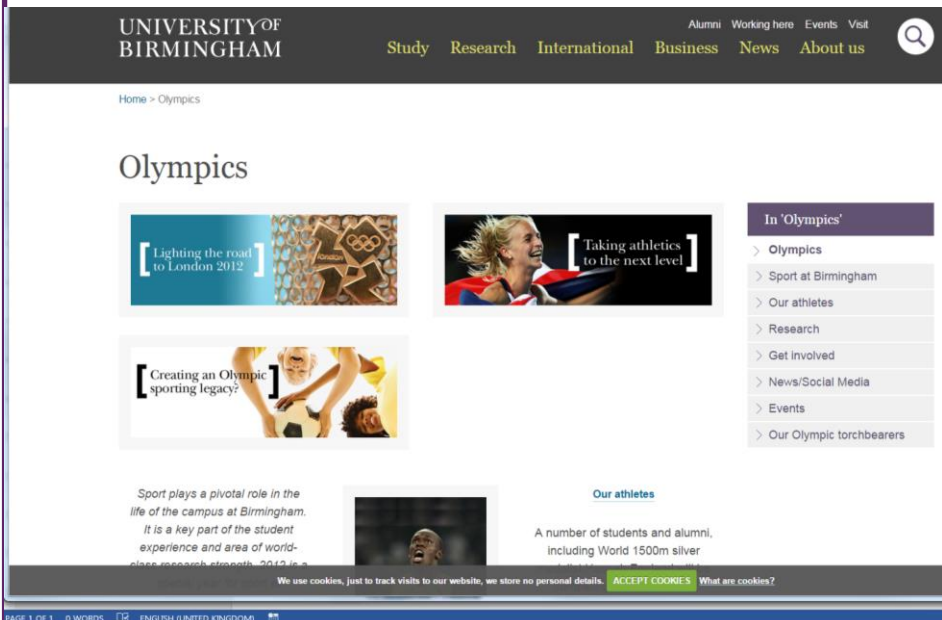 UNIVERSITY OF
BIRMINGHAM
Alumni Working here Events Visit
Study Research International Business News About us
Home > Olympics
Olympics
Lighting the road
to London 2012
london
Taking athletics
to the next level
Creating an Olympic
sporting legacy?
In 'Olympics'
Olympics
Sport at Birmingham
Our athletes
Research
Get involved
News/Social Media
Events
Our Olympic torchbearers
Sport plays a pivotal role in the
life of the campus at Birmingham.
It is a key part of the student
experience and area of world-
class research strength. 2012 is a
Our athletes
A number of students and alumni,
including World 1500m silver
We use cookies, just to track visits to our website, we store no personal details. ACCEPT COOKIES What are cookies?
PAGE 1 OF 1 0 WORDS ENGLISH (UNITED KINGDOM)